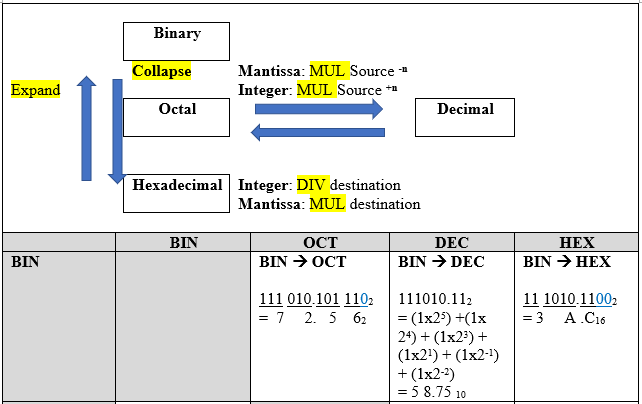 Binary
Collapse
Mantissa: MUL Source ⁻ⁿ
Expand
Integer: MUL Source ⁺ⁿ
Octal
Decimal
Hexadecimal
Integer: DIV destination
Mantissa: MUL destination
BIN
OCT
DEC
HEX
BIN
BIN → OCT
111 010.101 110₂
= 7 2. 5 6₂
BIN → DEC
111010.11₂
= (1x2⁵) +(1x
2⁴) + (1x2³) +
(1x2¹) + (1x2⁻¹)
+ (1x2⁻²)
= 5 8.75 ₁₀
BIN → HEX
11 1010.1100₂
= 3 A .C₁₆